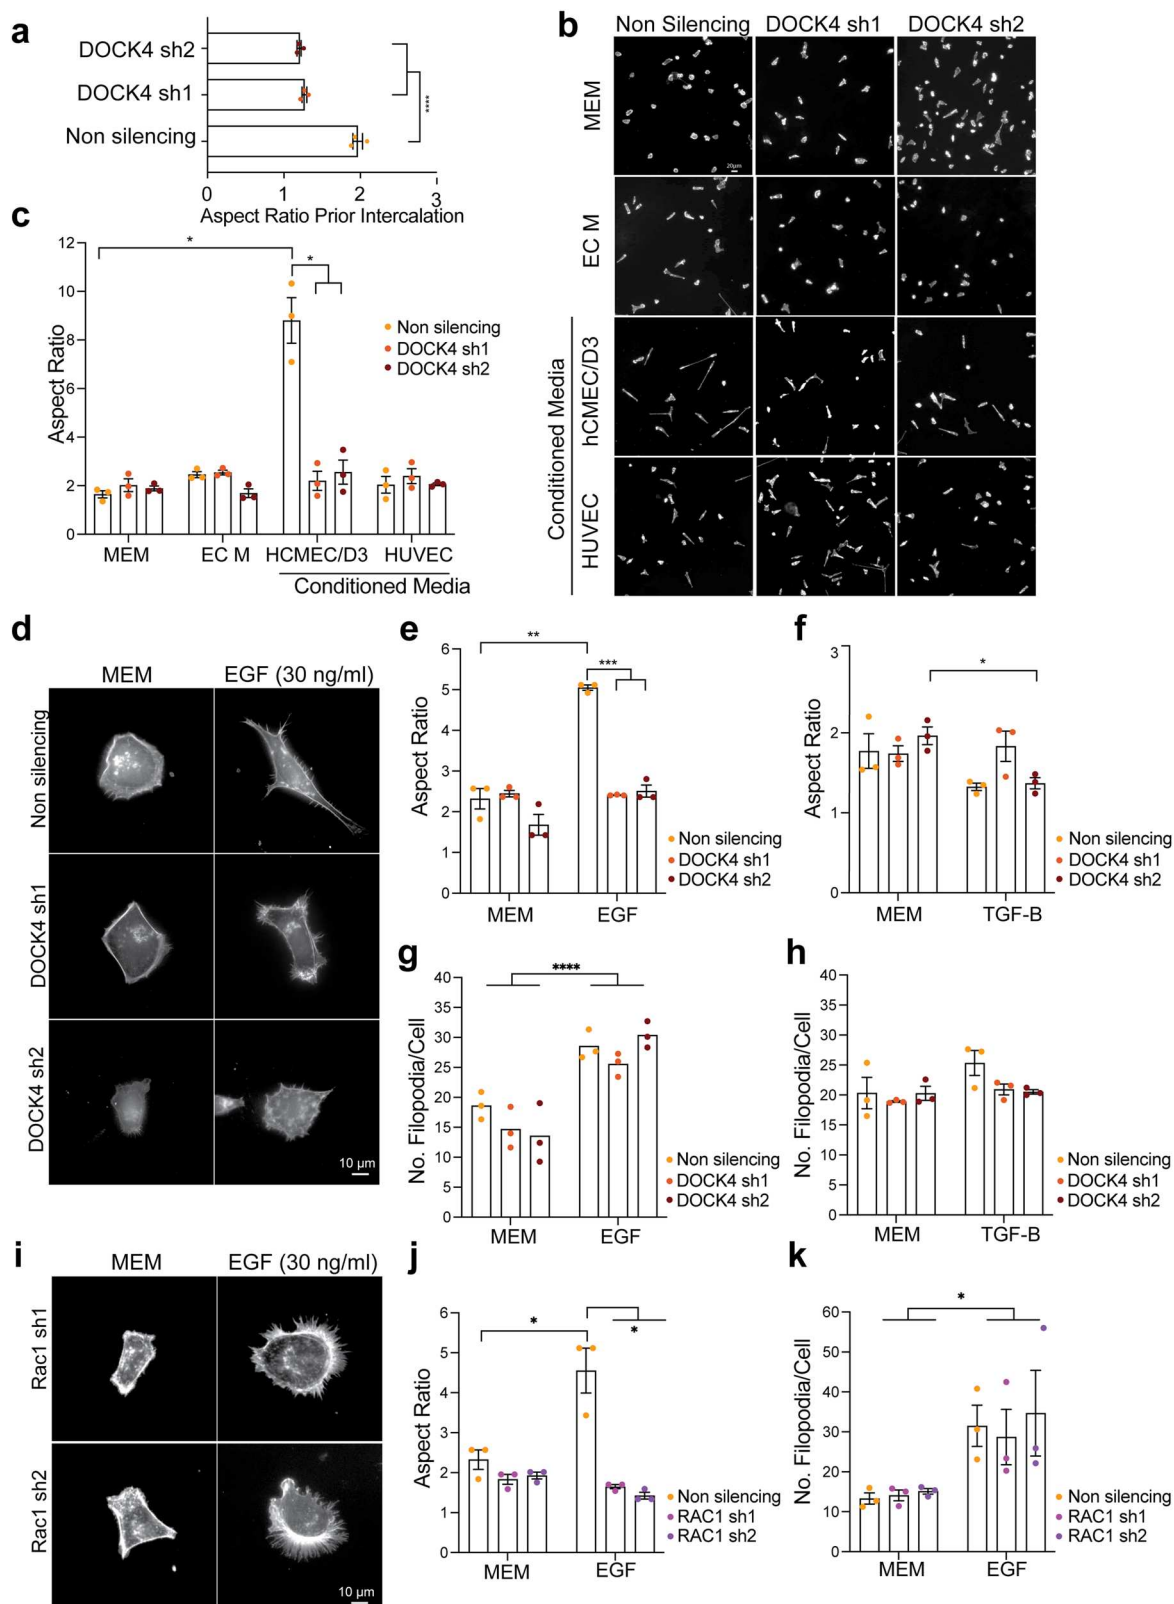 a
DOCK4 sh2
DOCK4 sh1
Non silencing
****
0
1
2
3
Aspect Ratio Prior Intercalation
b
Non Silencing
DOCK4 sh1
DOCK4 sh2
MEM
20µm
EC M
hCMEC/D3
HUVEC
Conditioned Media
c
*
*
12
10
8
6
4
2
0
Aspect Ratio
Non silencing
DOCK4 sh1
DOCK4 sh2
MEM
EC M
HCMEC/D3
HUVEC
Conditioned Media
d
MEM
EGF (30 ng/ml)
Non silencing
DOCK4 sh1
DOCK4 sh2
10 µm
e
**
***
6
5
4
3
2
1
0
Aspect Ratio
Non silencing
DOCK4 sh1
DOCK4 sh2
MEM
EGF
f
*
3
2
1
0
Aspect Ratio
Non silencing
DOCK4 sh1
DOCK4 sh2
MEM
TGF-B
g
****
40
35
30
25
20
15
10
5
0
No. Filopodia/Cell
Non silencing
DOCK4 sh1
DOCK4 sh2
MEM
EGF
h
40
35
30
25
20
15
10
5
0
No. Filopodia/Cell
Non silencing
DOCK4 sh1
DOCK4 sh2
MEM
TGF-B
i
MEM
EGF (30 ng/ml)
Rac1 sh1
Rac1 sh2
10 µm
j
*
*
6
5
4
3
2
1
0
Aspect Ratio
Non silencing
RAC1 sh1
RAC1 sh2
MEM
EGF
k
*
60
50
40
30
20
10
0
No. Filopodia/Cell
Non silencing
RAC1 sh1
RAC1 sh2
MEM
EGF